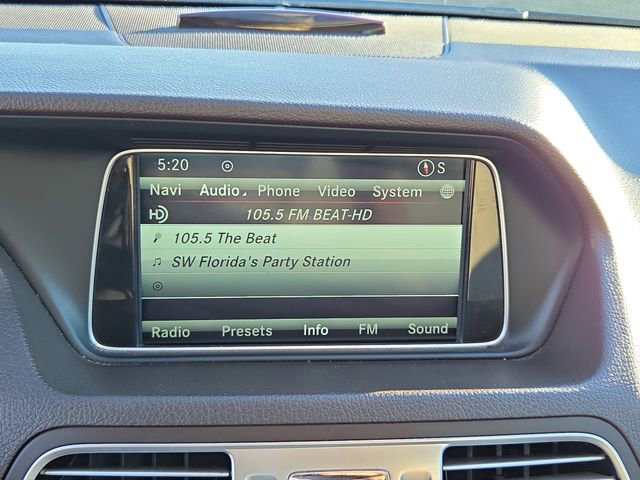 5:20 S
Navi Audio Phone Video System
HD 105.5 FM BEAT-HD
105.5 The Beat
SW Florida's Party Station
Radio Presets Info FM Sound